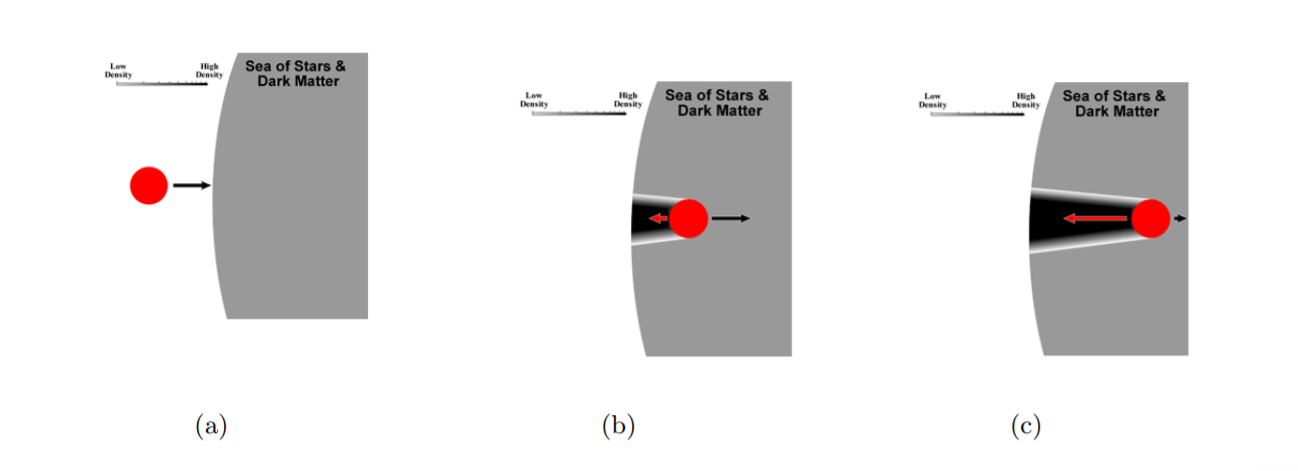 Low
Density
High
Density
Sea of Stars &
Dark Matter
Low
Density
High
Density
Sea of Stars &
Dark Matter
Low
Density
High
Density
Sea of Stars &
Dark Matter
(a)
(b)
(c)